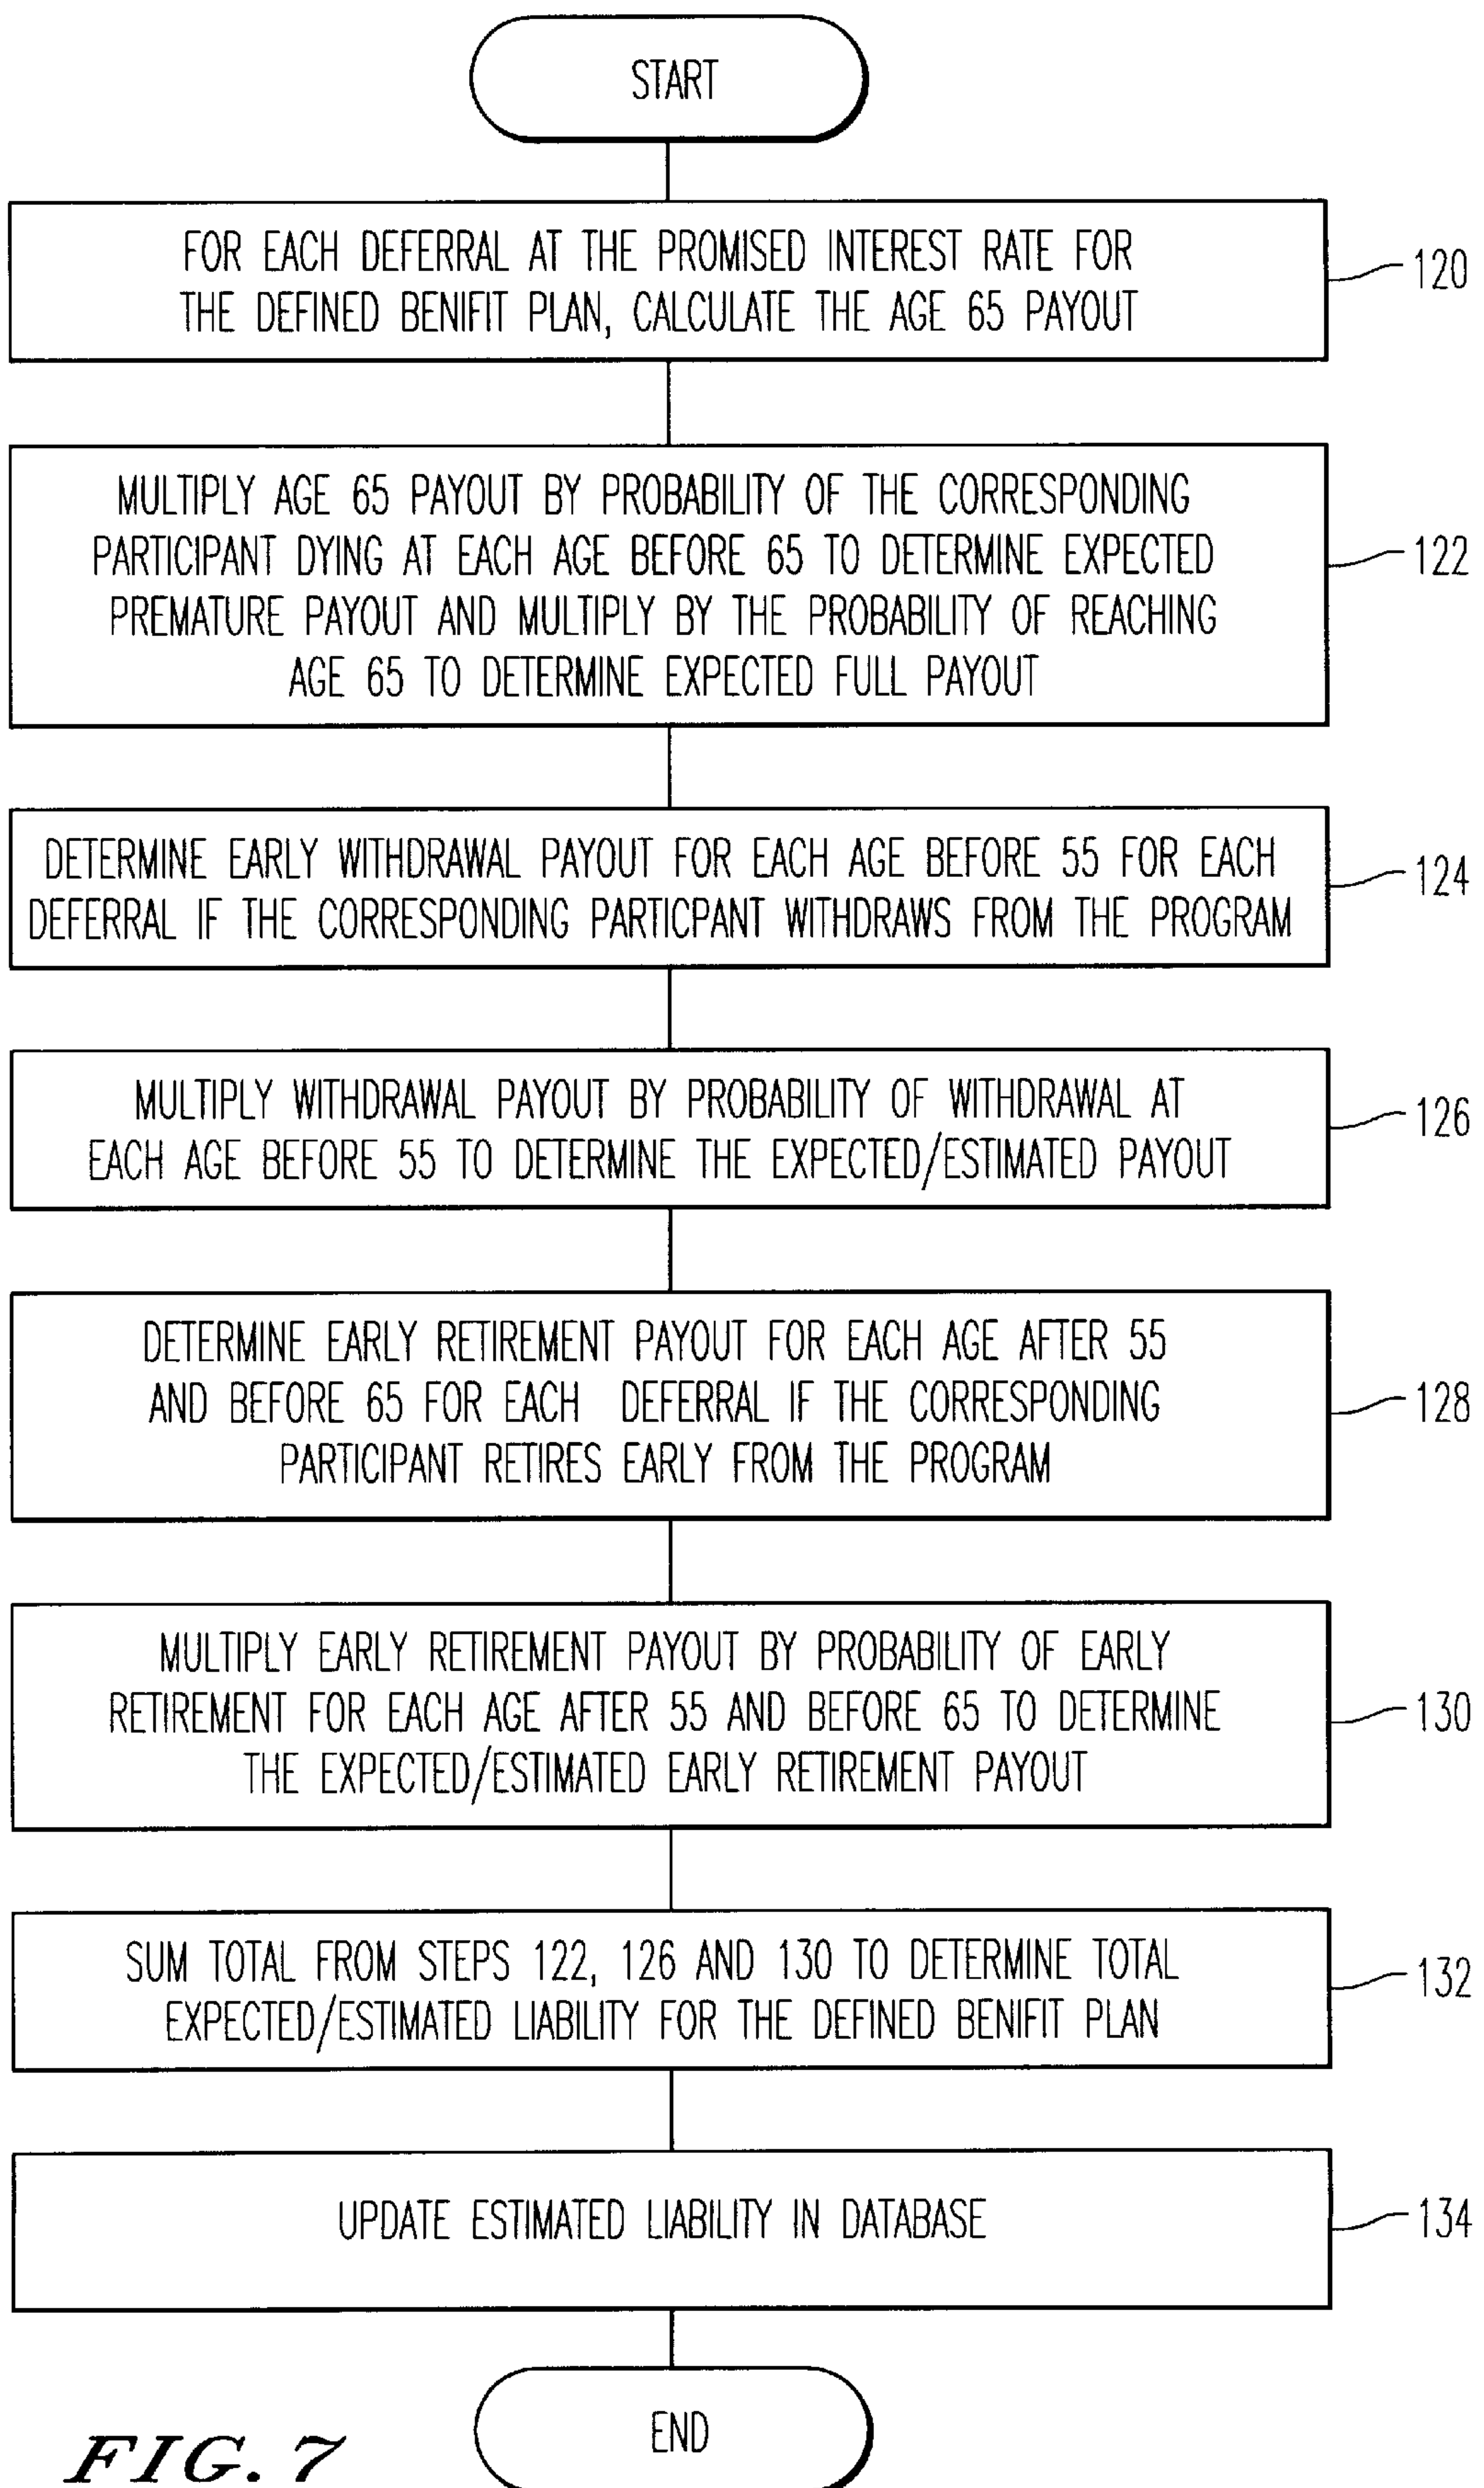 START
FOR EACH DEFERRAL AT THE PROMISED INTEREST RATE FOR
THE DEFINED BENIFIT PLAN, CALCULATE THE AGE 65 PAYOUT
120
MULTIPLY AGE 65 PAYOUT BY PROBABILITY OF THE CORRESPONDING
PARTICIPANT DYING AT EACH AGE BEFORE 65 TO DETERMINE EXPECTED
PREMATURE PAYOUT AND MULTIPLY BY THE PROBABILITY OF REACHING
AGE 65 TO DETERMINE EXPECTED FULL PAYOUT
122
DETERMINE EARLY WITHDRAWAL PAYOUT FOR EACH AGE BEFORE 55 FOR EACH
DEFERRAL IF THE CORRESPONDING PARTICPANT WITHDRAWS FROM THE PROGRAM
124
MULTIPLY WITHDRAWAL PAYOUT BY PROBABILITY OF WITHDRAWAL AT
EACH AGE BEFORE 55 TO DETERMINE THE EXPECTED/ESTIMATED PAYOUT
126
DETERMINE EARLY RETIREMENT PAYOUT FOR EACH AGE AFTER 55
AND BEFORE 65 FOR EACH DEFERRAL IF THE CORRESPONDING
PARTICIPANT RETIRES EARLY FROM THE PROGRAM
128
MULTIPLY EARLY RETIREMENT PAYOUT BY PROBABILITY OF EARLY
RETIREMENT FOR EACH AGE AFTER 55 AND BEFORE 65 TO DETERMINE
THE EXPECTED/ESTIMATED EARLY RETIREMENT PAYOUT
130
SUM TOTAL FROM STEPS 122, 126 AND 130 TO DETERMINE TOTAL
EXPECTED/ESTIMATED LIABILITY FOR THE DEFINED BENIFIT PLAN
132
UPDATE ESTIMATED LIABILITY IN DATABASE
134
END
FIG. 7